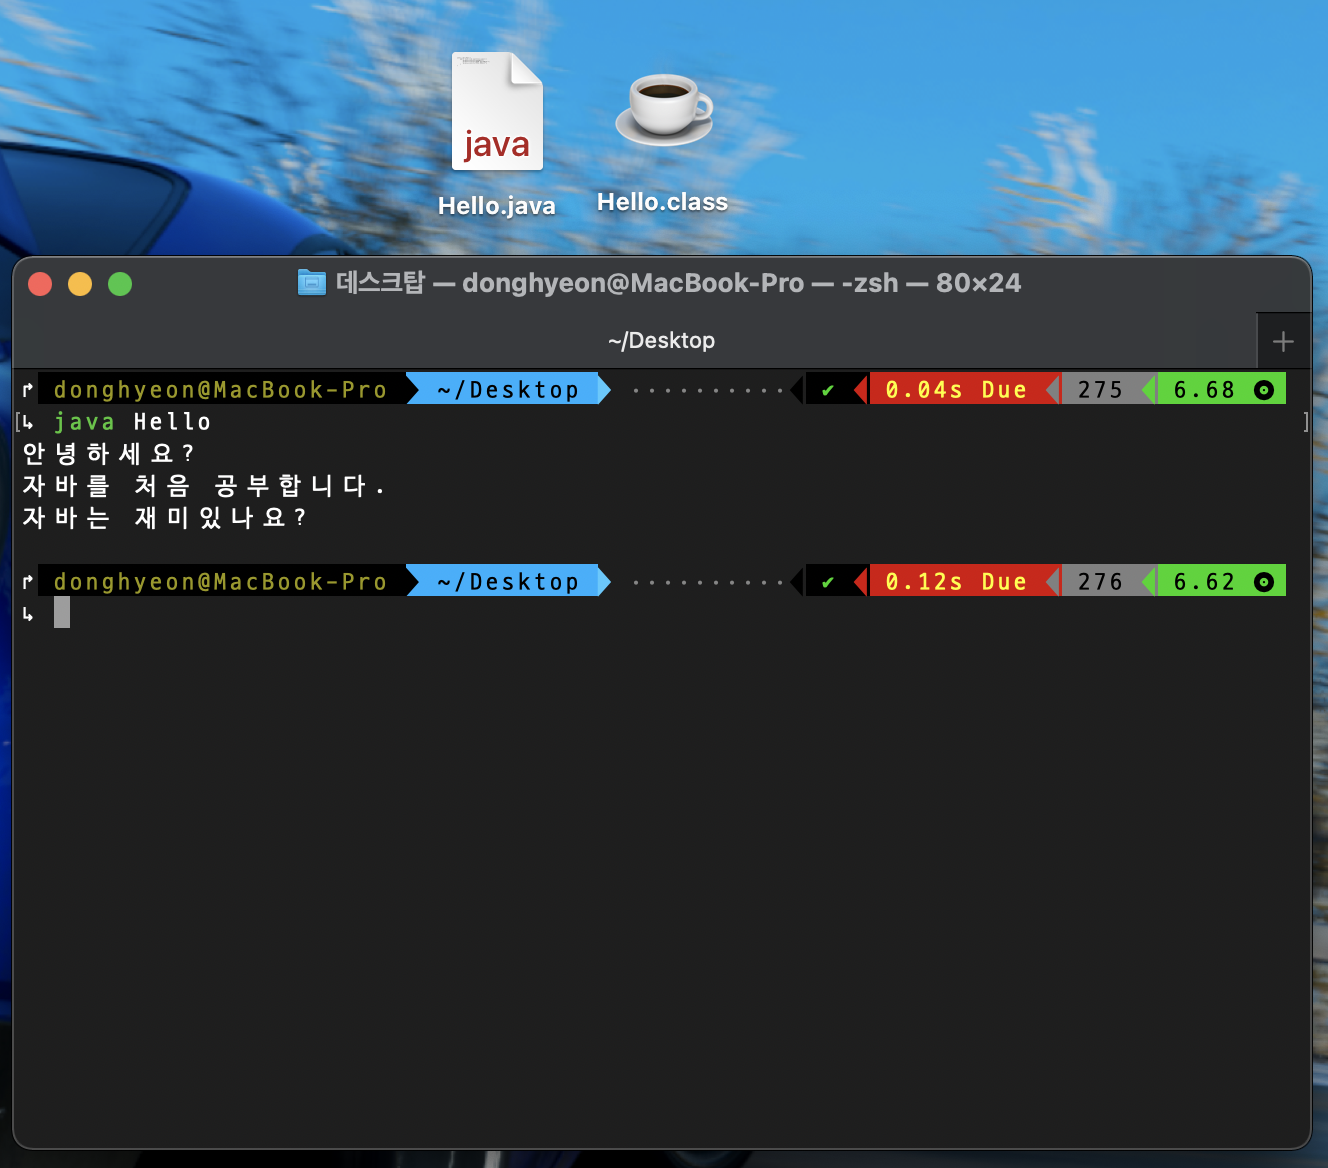 java
Hello.java
Hello.class
데스크탑 — donghyeon@MacBook-Pro — -zsh — 80×24
~/Desktop
donghyeon@MacBook-Pro ~/Desktop ·········· ✔ 0.04s Due 275 6.68
java Hello
안녕하세요?
자바를 처음 공부합니다.
자바는 재미있나요?
donghyeon@MacBook-Pro ~/Desktop ·········· ✔ 0.12s Due 276 6.62